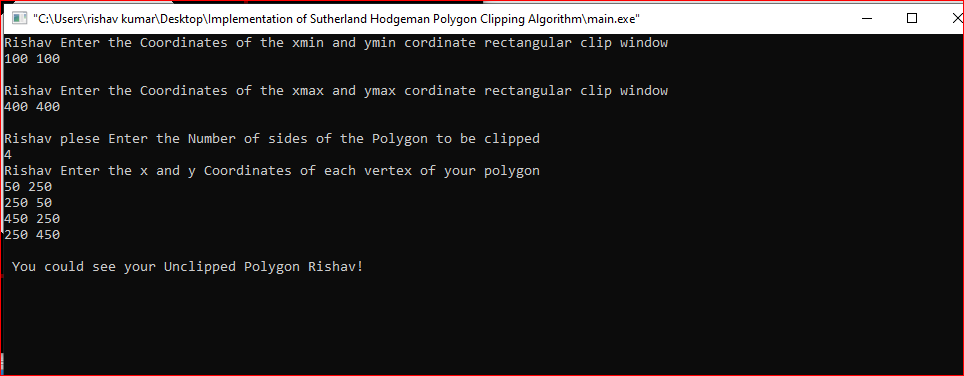 "C:\Users\rishav kumar\Desktop\Implementation of Sutherland Hodgeman Polygon Clipping Algorithm\main.exe"
Rishav Enter the Coordinates of the xmin and ymin cordinate rectangular clip window
100 100
Rishav Enter the Coordinates of the xmax and ymax cordinate rectangular clip window
400 400
Rishav plese Enter the Number of sides of the Polygon to be clipped
4
Rishav Enter the x and y Coordinates of each vertex of your polygon
50 250
250 50
450 250
250 450
You could see your Unclipped Polygon Rishav!